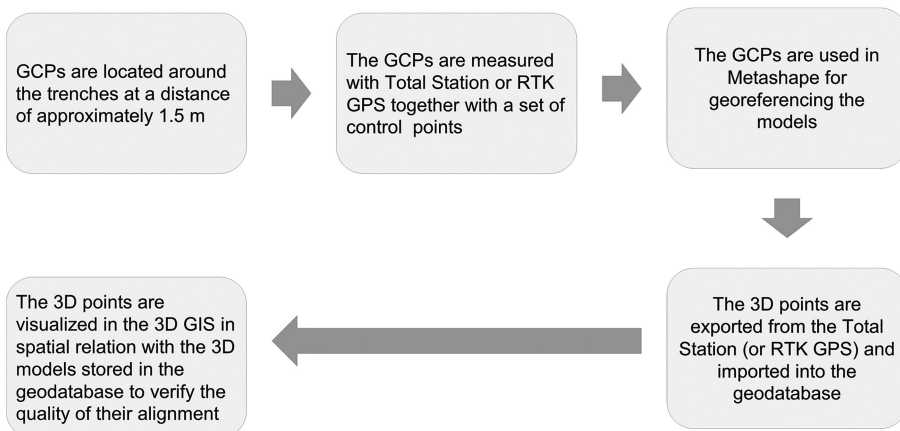 GCPs are located around
the trenches at a distance
of approximately 1.5 m
The GCPs are measured
with Total Station or RTK
GPS together with a set of
control points
The GCPs are used in
Metashape for
georeferencing the
models
The 3D points are
exported from the Total
Station (or RTK GPS) and
imported into the
geodatabase
The 3D points are
visualized in the 3D GIS in
spatial relation with the 3D
models stored in the
geodatabase to verify the
quality of their alignment